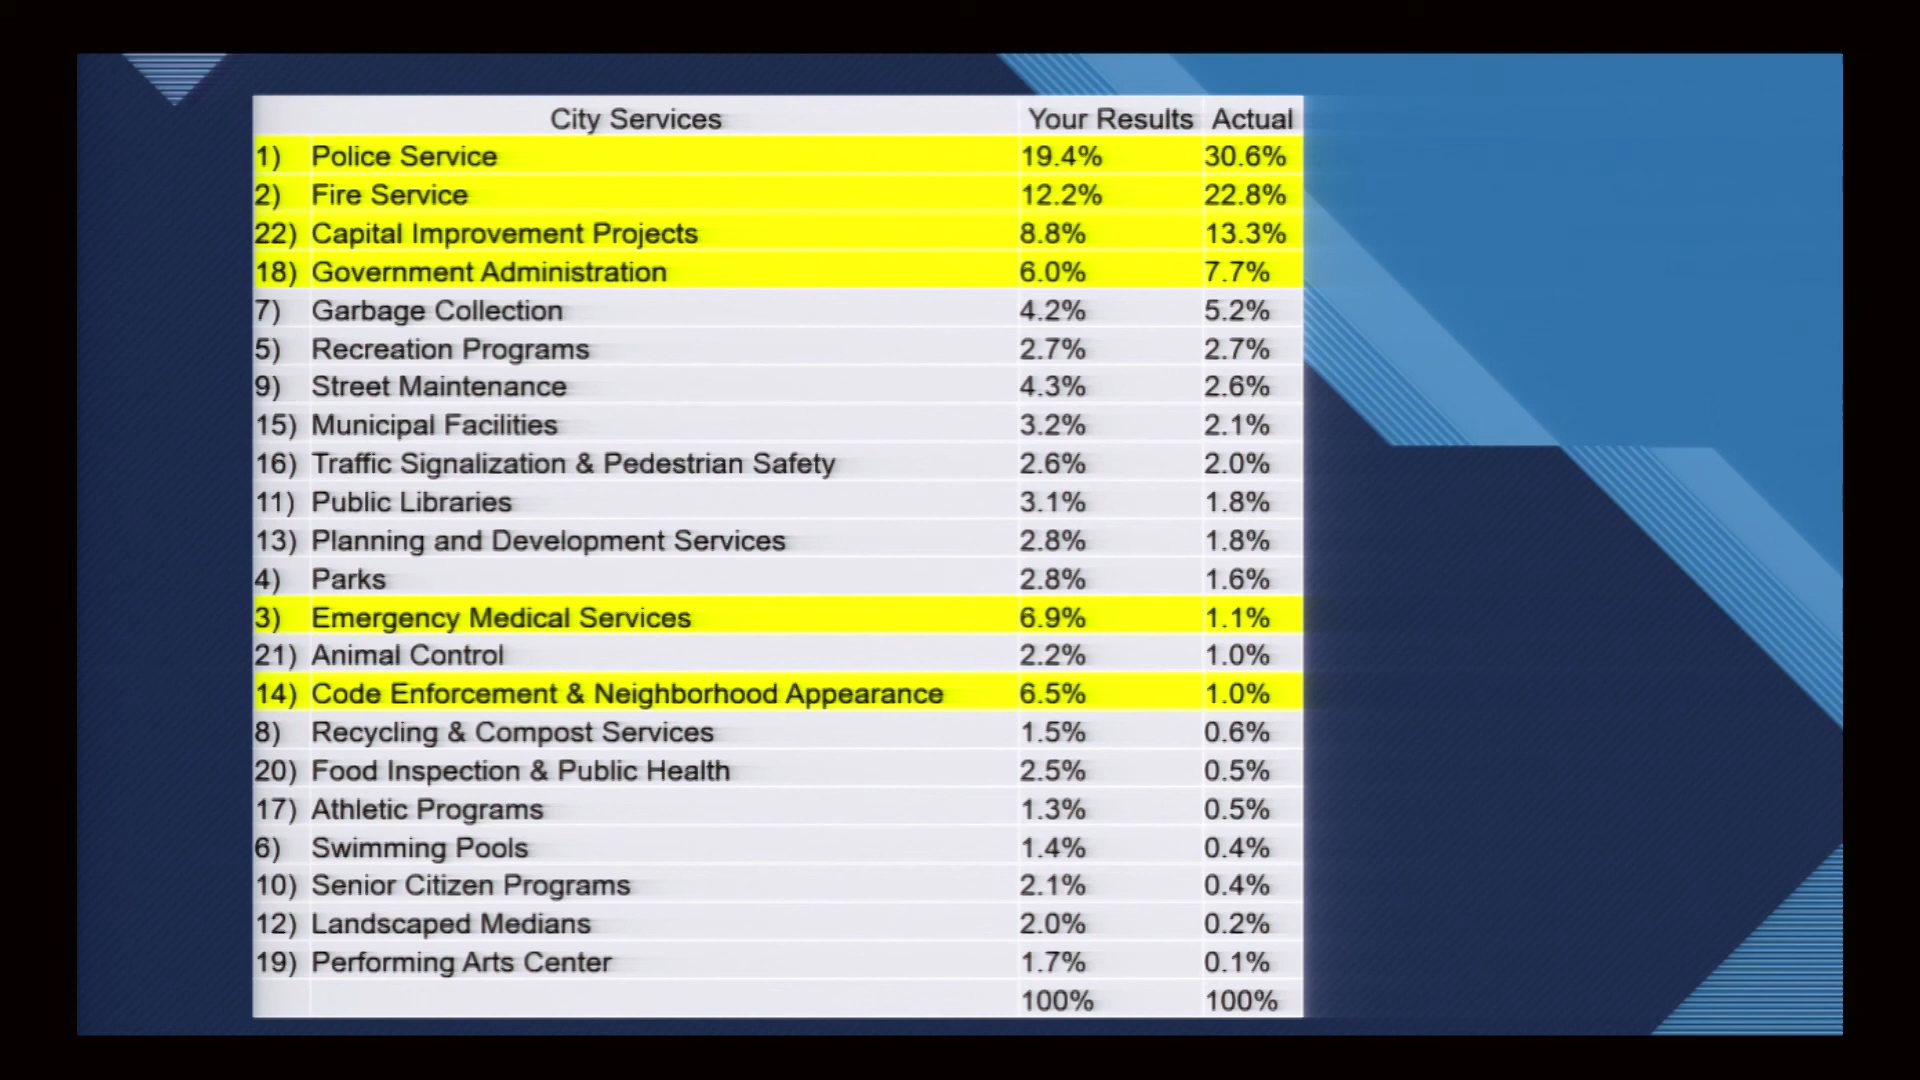 City Services Your Results Actual
1) Police Service 19.4% 30.6%
2) Fire Service 12.2% 22.8%
22) Capital Improvement Projects 8.8% 13.3%
18) Government Administration 6.0% 7.7%
7) Garbage Collection 4.2% 5.2%
5) Recreation Programs 2.7% 2.7%
9) Street Maintenance 4.3% 2.6%
15) Municipal Facilities 3.2% 2.1%
16) Traffic Signalization & Pedestrian Safety 2.6% 2.0%
11) Public Libraries 3.1% 1.8%
13) Planning and Development Services 2.8% 1.8%
4) Parks 2.8% 1.6%
3) Emergency Medical Services 6.9% 1.1%
21) Animal Control 2.2% 1.0%
14) Code Enforcement & Neighborhood Appearance 6.5% 1.0%
8) Recycling & Compost Services 1.5% 0.6%
20) Food Inspection & Public Health 2.5% 0.5%
17) Athletic Programs 1.3% 0.5%
6) Swimming Pools 1.4% 0.4%
10) Senior Citizen Programs 2.1% 0.4%
12) Landscaped Medians 2.0% 0.2%
19) Performing Arts Center 1.7% 0.1%
100% 100%